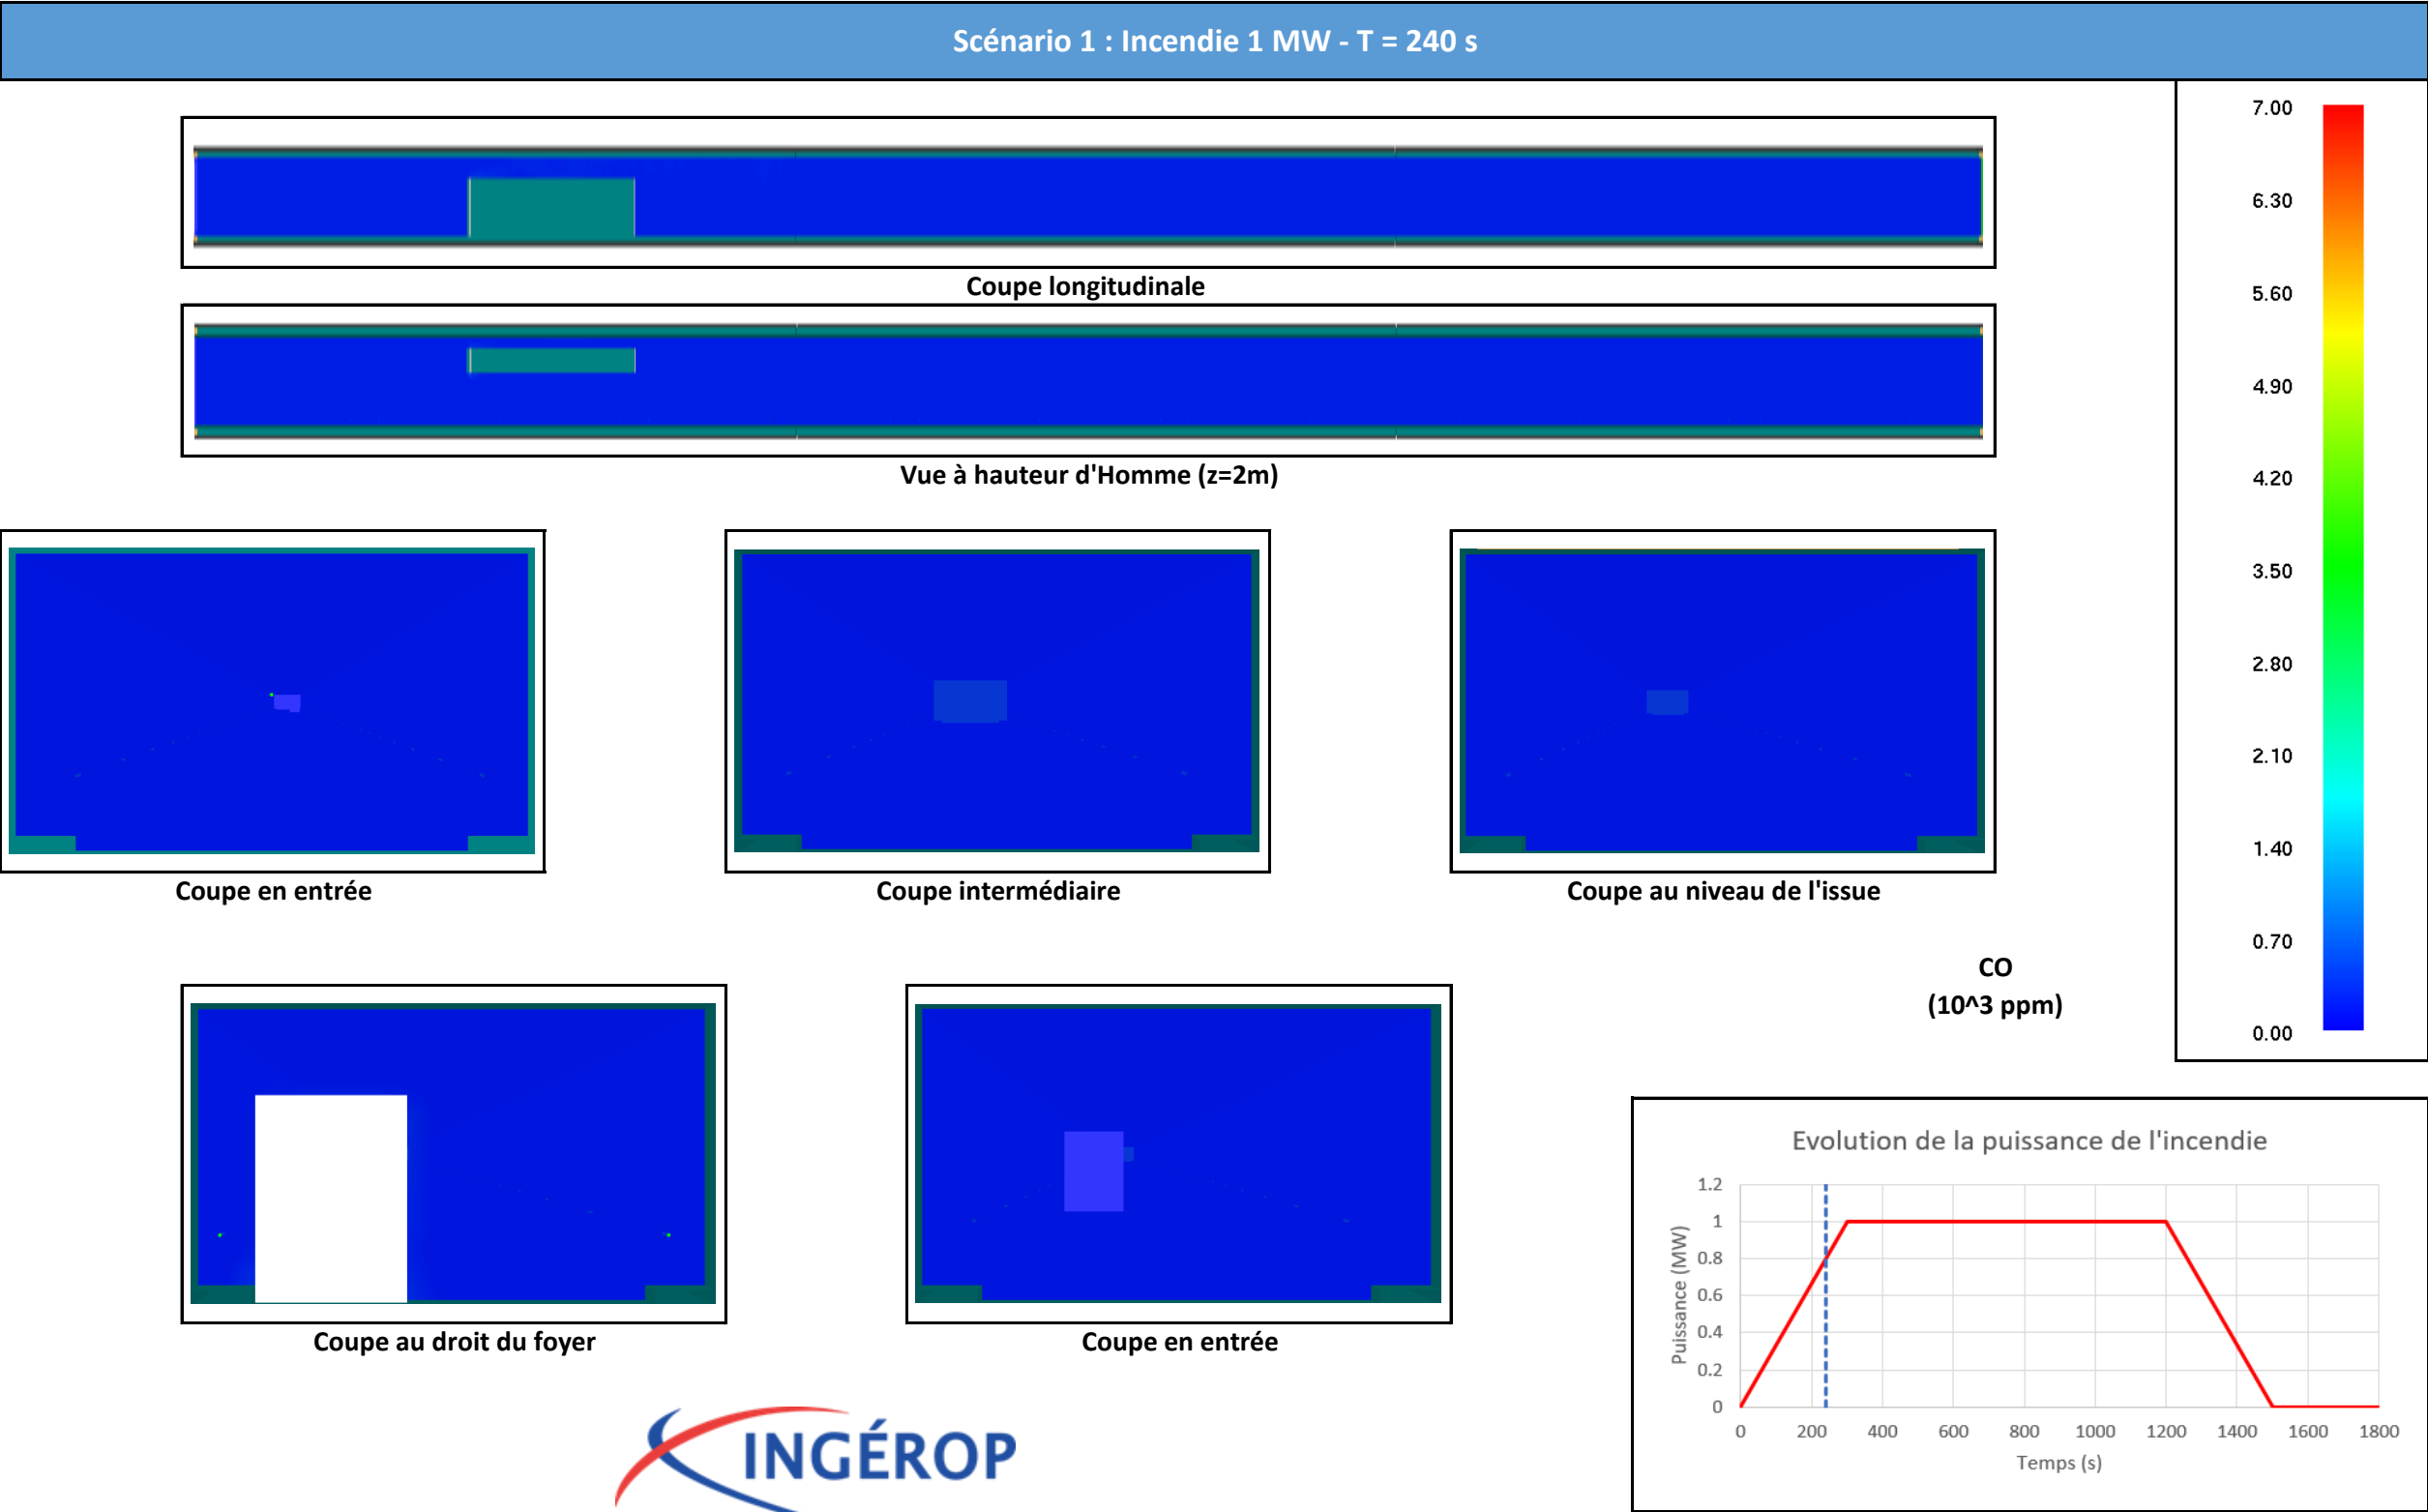 Scénario 1 : Incendie 1 MW - T = 240 s
Coupe longitudinale
Vue à hauteur d'Homme (z=2m)
Coupe en entrée
Coupe intermédiaire
Coupe au niveau de l'issue
Coupe au droit du foyer
Coupe en entrée
CO
(10^3 ppm)
7.00
6.30
5.60
4.90
4.20
3.50
2.80
2.10
1.40
0.70
0.00
Evolution de la puissance de l'incendie
Puissance (MW)
1.2
1
0.8
0.6
0.4
0.2
0
0 200 400 600 800 1000 1200 1400 1600 1800
Temps (s)
INGÉROP